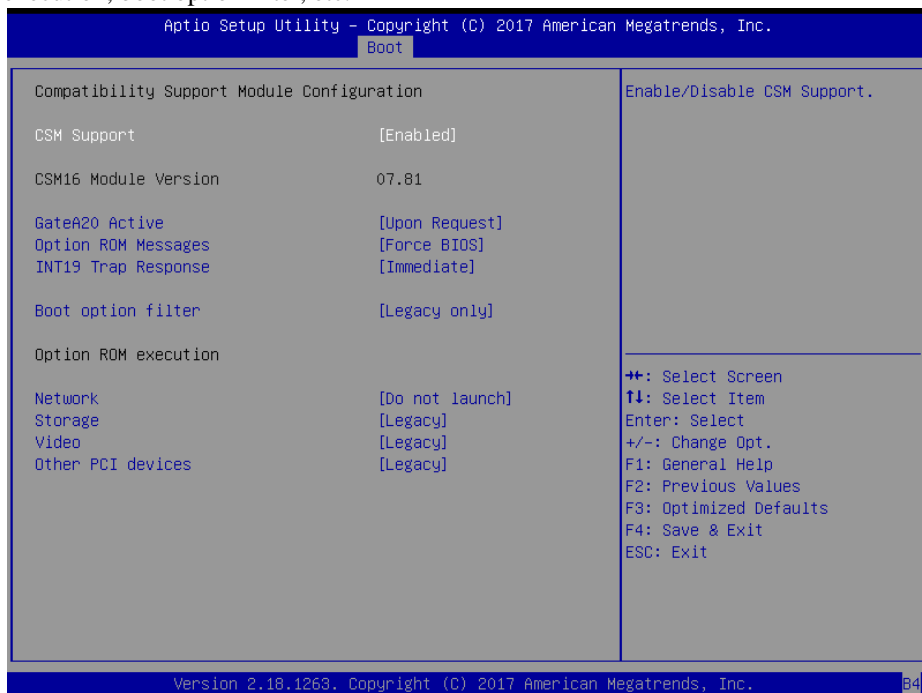 Aptio Setup Utility – Copyright (C) 2017 American Megatrends, Inc.
Boot
Compatibility Support Module Configuration
Enable/Disable CSM Support.
CSM Support [Enabled]
CSM16 Module Version 07.81
GateA20 Active [Upon Request]
Option ROM Messages [Force BIOS]
INT19 Trap Response [Immediate]
Boot option filter [Legacy only]
Option ROM execution
Network [Do not launch]
Storage [Legacy]
Video [Legacy]
Other PCI devices [Legacy]
→←: Select Screen
↑↓: Select Item
Enter: Select
+/-: Change Opt.
F1: General Help
F2: Previous Values
F3: Optimized Defaults
F4: Save & Exit
ESC: Exit
Version 2.18.1263. Copyright (C) 2017 American Megatrends, Inc.
B4